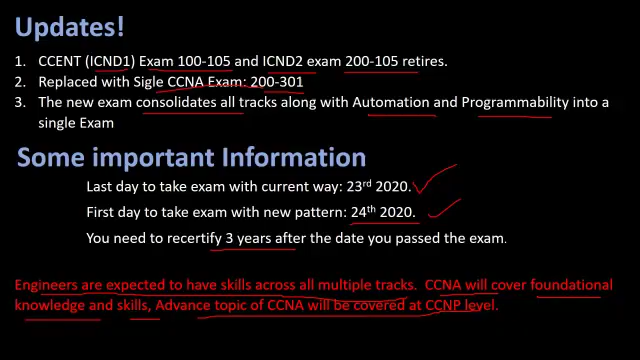 Updates!
1. CCENT (ICND1) Exam 100-105 and ICND2 exam 200-105 retires.
2. Replaced with Sigle CCNA Exam: 200-301
3. The new exam consolidates all tracks along with Automation and Programmability into a
single Exam
Some important Information
Last day to take exam with current way: 23rd 2020.
First day to take exam with new pattern: 24th 2020.
You need to recertify 3 years after the date you passed the exam.
Engineers are expected to have skills across all multiple tracks. CCNA will cover foundational
knowledge and skills, Advance topic of CCNA will be covered at CCNP level.